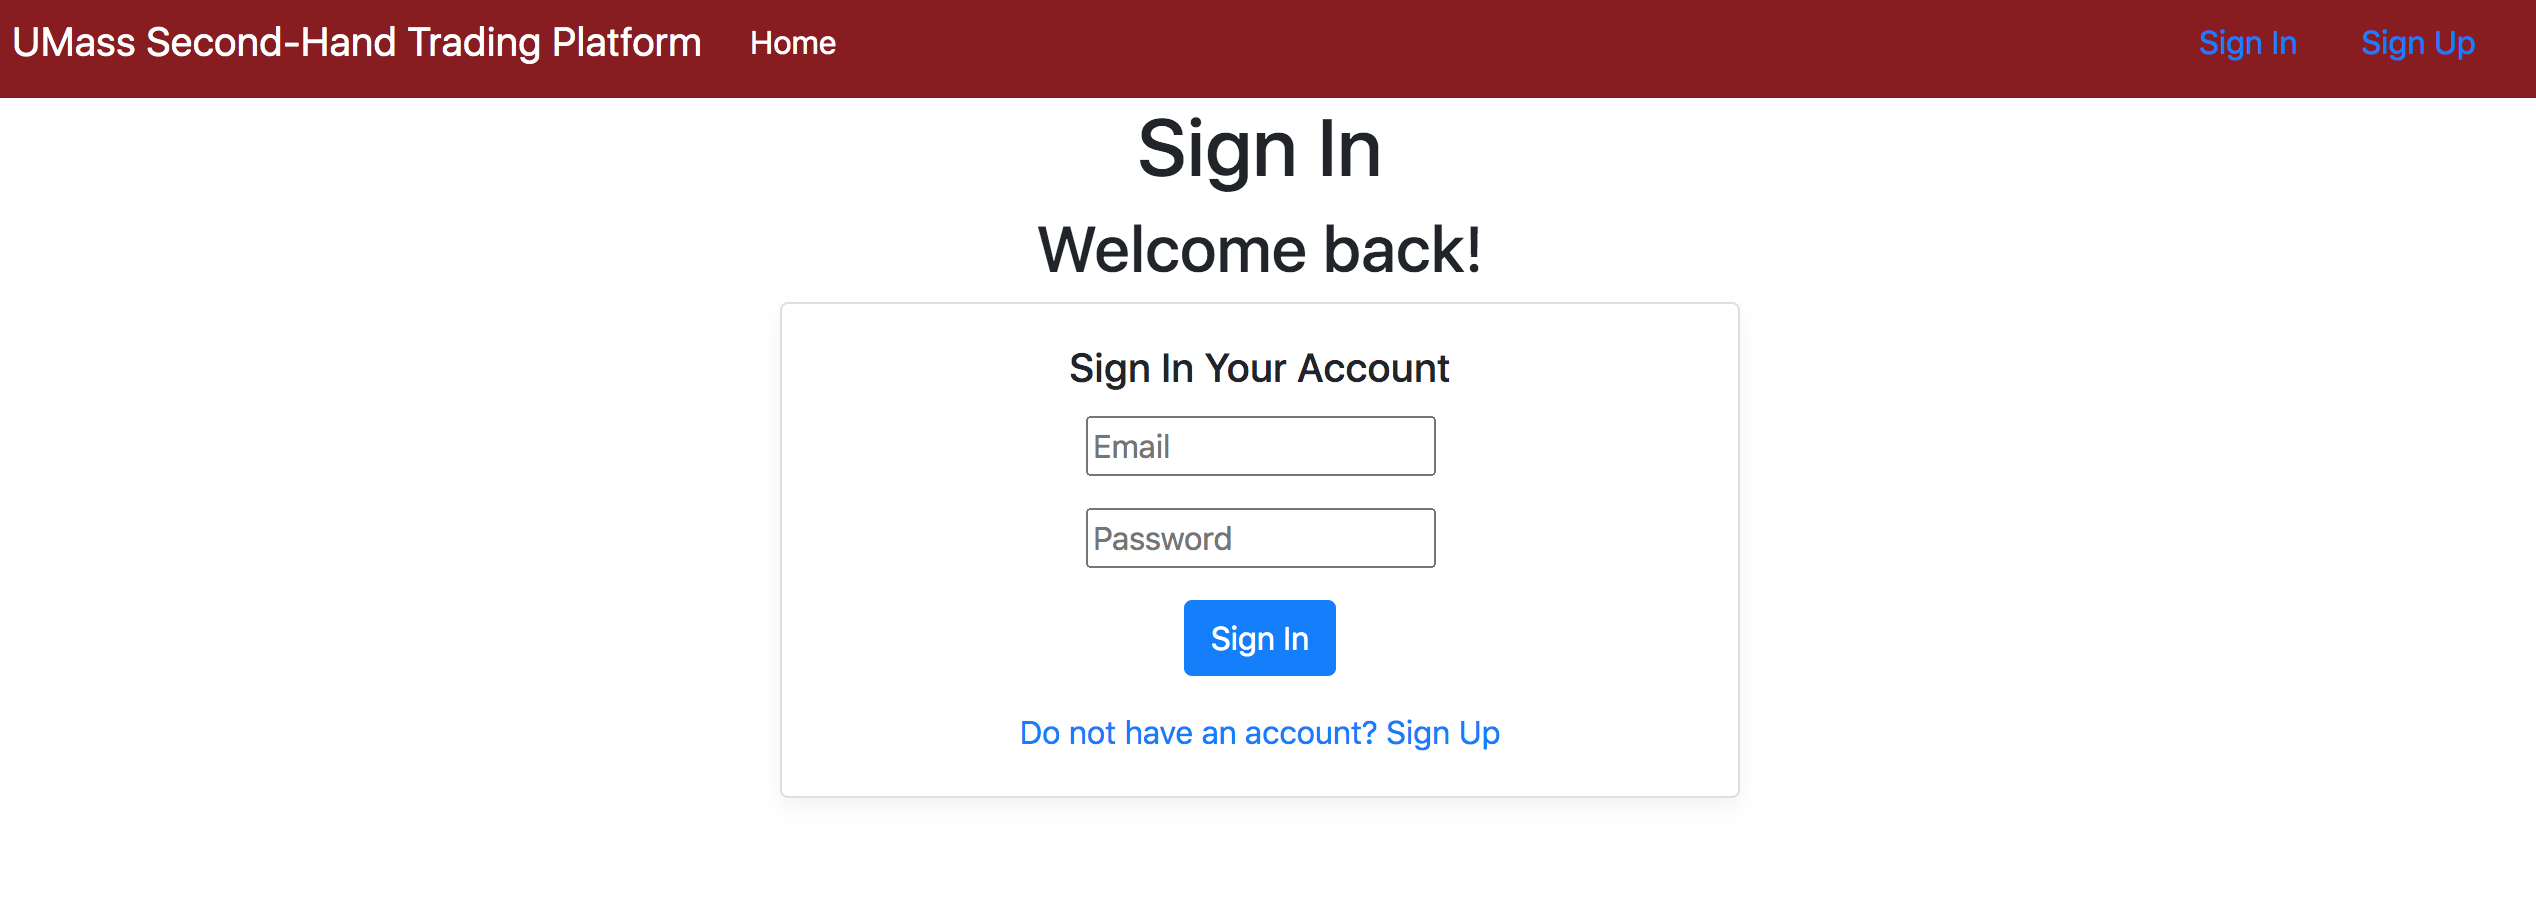 UMass Second-Hand Trading Platform Home Sign In Sign Up
Sign In
Welcome back!
Sign In Your Account
Email
Password
Sign In
Do not have an account? Sign Up